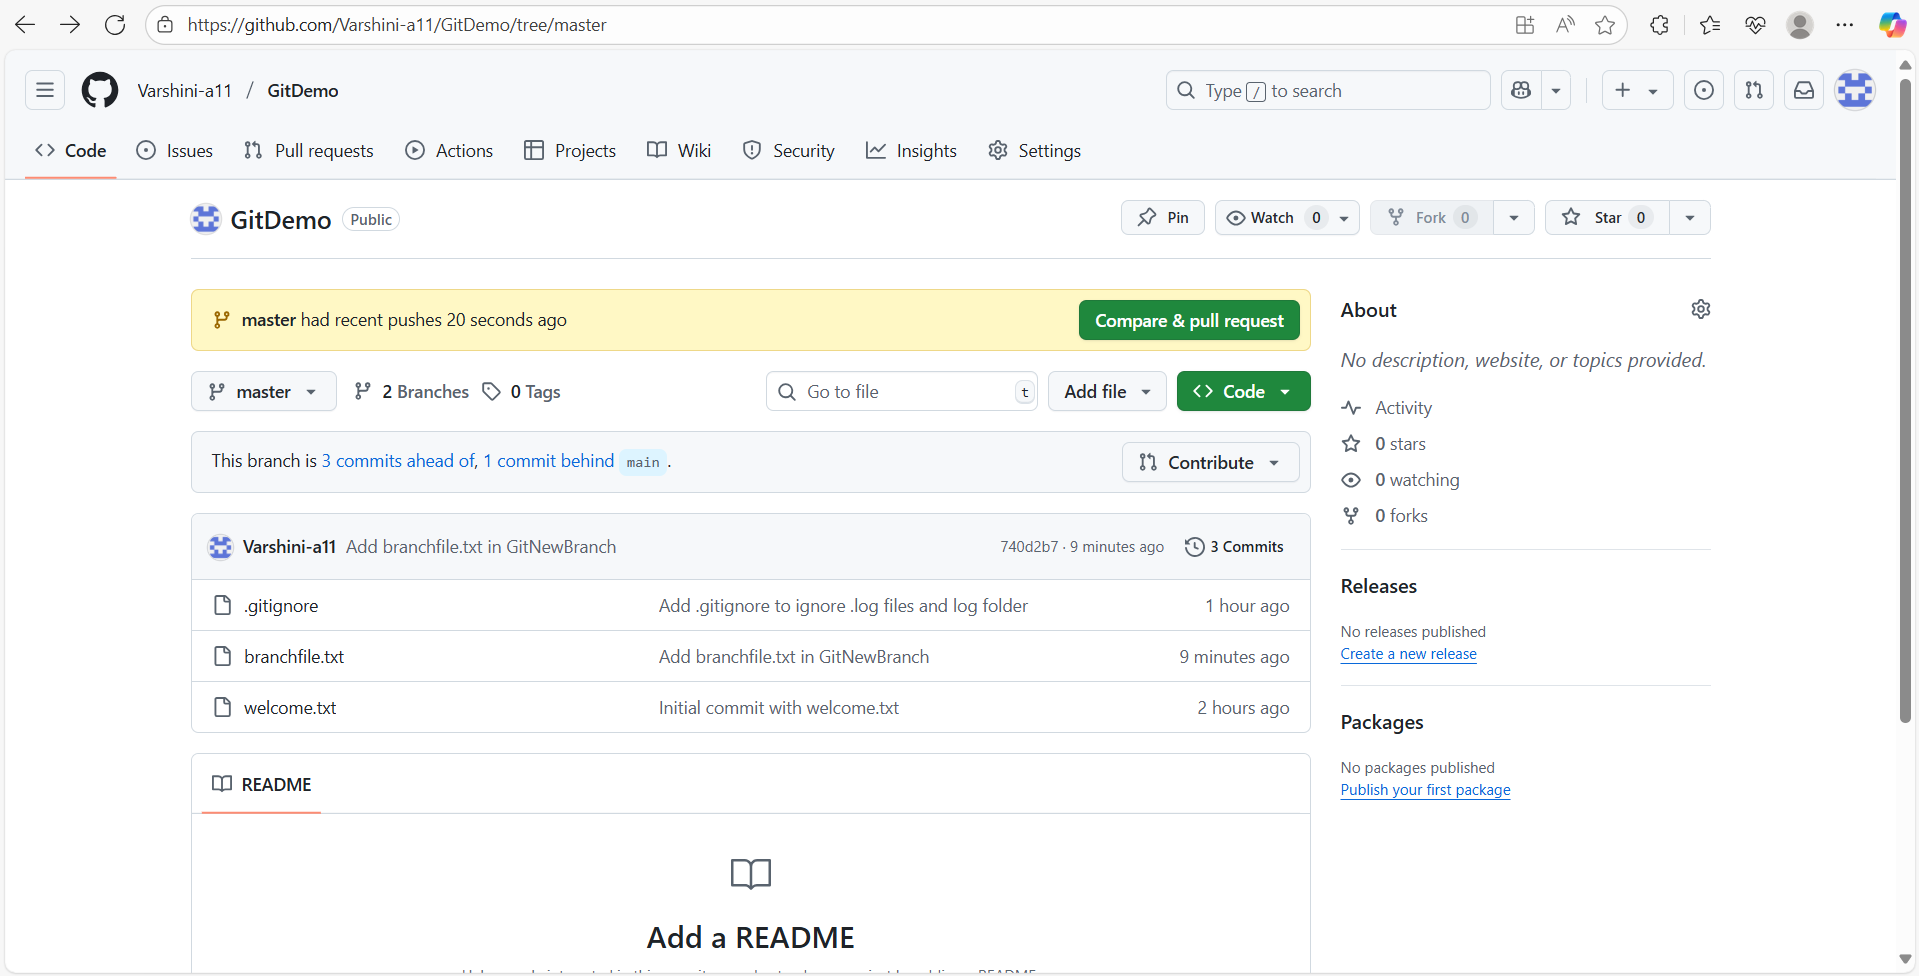 https://github.com/Varshini-a11/GitDemo/tree/master
Varshini-a11 / GitDemo
Type / to search
Code Issues Pull requests Actions Projects Wiki Security Insights Settings
GitDemo Public
Pin Watch 0 Fork 0 Star 0
master had recent pushes 20 seconds ago
Compare & pull request
master 2 Branches 0 Tags
Go to file t
Add file
Code
This branch is 3 commits ahead of, 1 commit behind main .
Contribute
Varshini-a11 Add branchfile.txt in GitNewBranch 740d2b7 · 9 minutes ago 3 Commits
.gitignore Add .gitignore to ignore .log files and log folder 1 hour ago
branchfile.txt Add branchfile.txt in GitNewBranch 9 minutes ago
welcome.txt Initial commit with welcome.txt 2 hours ago
README
Add a README
About
No description, website, or topics provided.
Activity
0 stars
0 watching
0 forks
Releases
No releases published
Create a new release
Packages
No packages published
Publish your first package